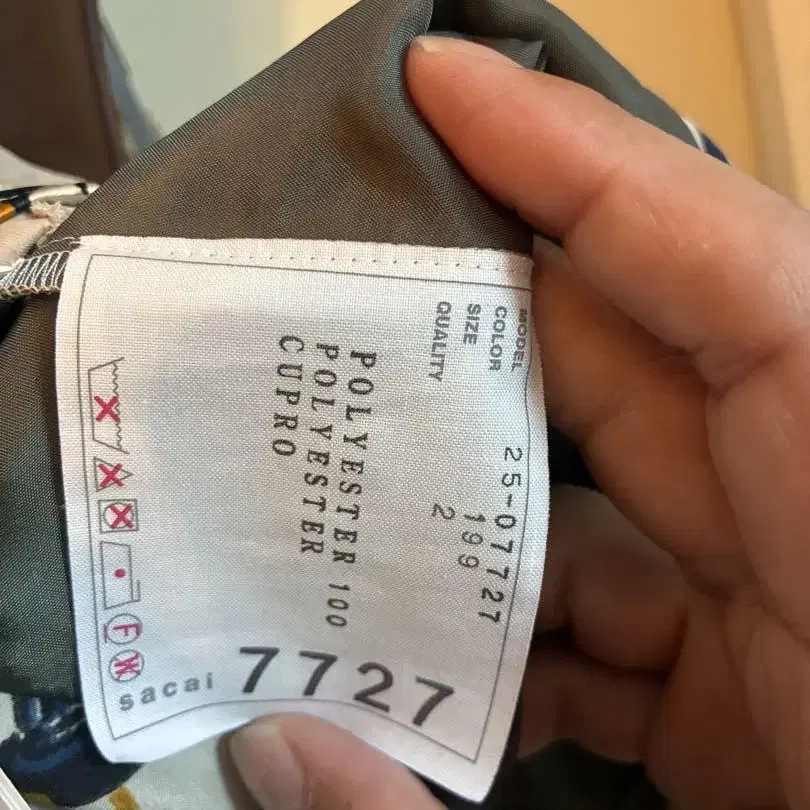 MODEL 25-07727
COLOR 199
SIZE 2
QUALITY
POLYESTER 100
POLYESTER
CUPRO
F
W
sacai 7727